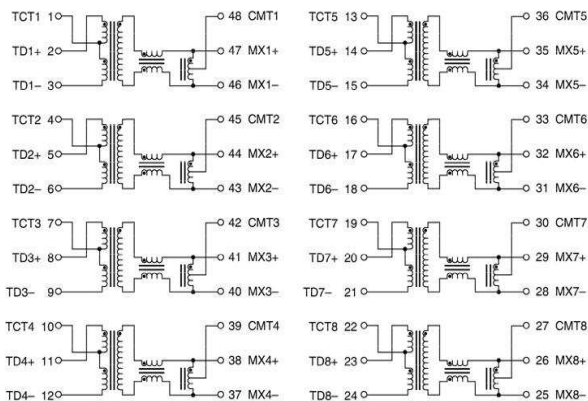 TCT1 1 48 CMT1 TCT5 13 36 CMT5
TD1+ 2 47 MX1+ TD5+ 14 35 MX5+
TD1– 3 46 MX1– TD5– 15 34 MX5–
TCT2 4 45 CMT2 TCT6 16 33 CMT6
TD2+ 5 44 MX2+ TD6+ 17 32 MX6+
TD2– 6 43 MX2– TD6– 18 31 MX6–
TCT3 7 42 CMT3 TCT7 19 30 CMT7
TD3+ 8 41 MX3+ TD7+ 20 29 MX7+
TD3– 9 40 MX3– TD7– 21 28 MX7–
TCT4 10 39 CMT4 TCT8 22 27 CMT8
TD4+ 11 38 MX4+ TD8+ 23 26 MX8+
TD4– 12 37 MX4– TD8– 24 25 MX8–